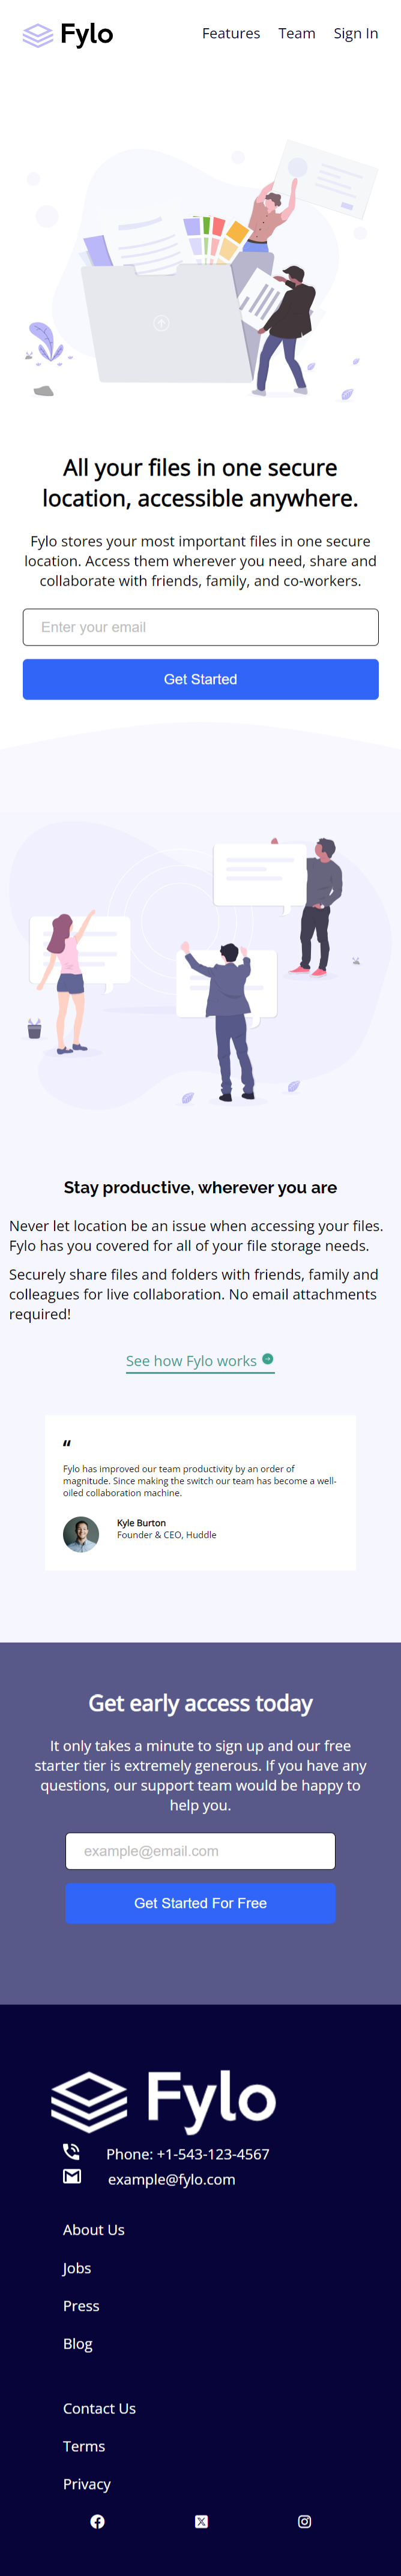 Fylo
Features Team Sign In
All your files in one secure
location, accessible anywhere.
Fylo stores your most important files in one secure
location. Access them wherever you need, share and
collaborate with friends, family, and co-workers.
Enter your email
Get Started
Stay productive, wherever you are
Never let location be an issue when accessing your files.
Fylo has you covered for all of your file storage needs.
Securely share files and folders with friends, family and
colleagues for live collaboration. No email attachments
required!
See how Fylo works
“
Fylo has improved our team productivity by an order of
magnitude. Since making the switch our team has become a well-
oiled collaboration machine.
Kyle Burton
Founder & CEO, Huddle
Get early access today
It only takes a minute to sign up and our free
starter tier is extremely generous. If you have any
questions, our support team would be happy to
help you.
example@email.com
Get Started For Free
Fylo
Phone: +1-543-123-4567
example@fylo.com
About Us
Jobs
Press
Blog
Contact Us
Terms
Privacy